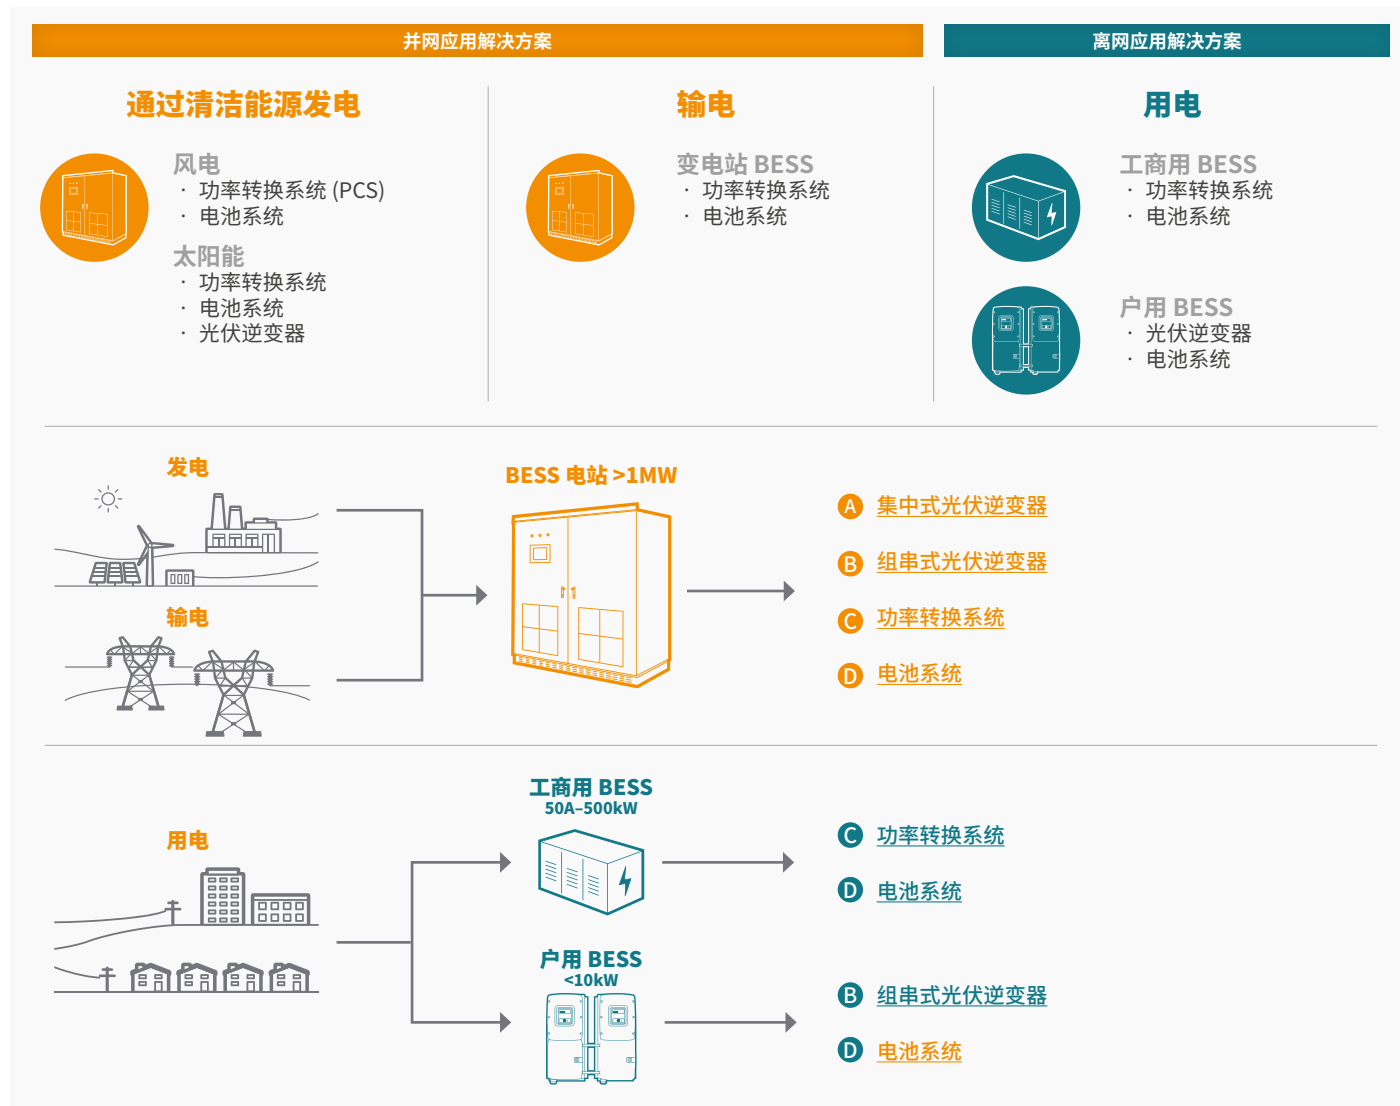 并网应用解决方案
离网应用解决方案
通过清洁能源发电
风电
· 功率转换系统 (PCS)
· 电池系统
太阳能
· 功率转换系统
· 电池系统
· 光伏逆变器
输电
变电站 BESS
· 功率转换系统
· 电池系统
用电
工商用 BESS
· 功率转换系统
· 电池系统
户用 BESS
· 光伏逆变器
· 电池系统
发电
输电
BESS 电站 >1MW
A 集中式光伏逆变器
B 组串式光伏逆变器
C 功率转换系统
D 电池系统
用电
工商用 BESS
50A–500kW
C 功率转换系统
D 电池系统
户用 BESS
<10kW
B 组串式光伏逆变器
D 电池系统